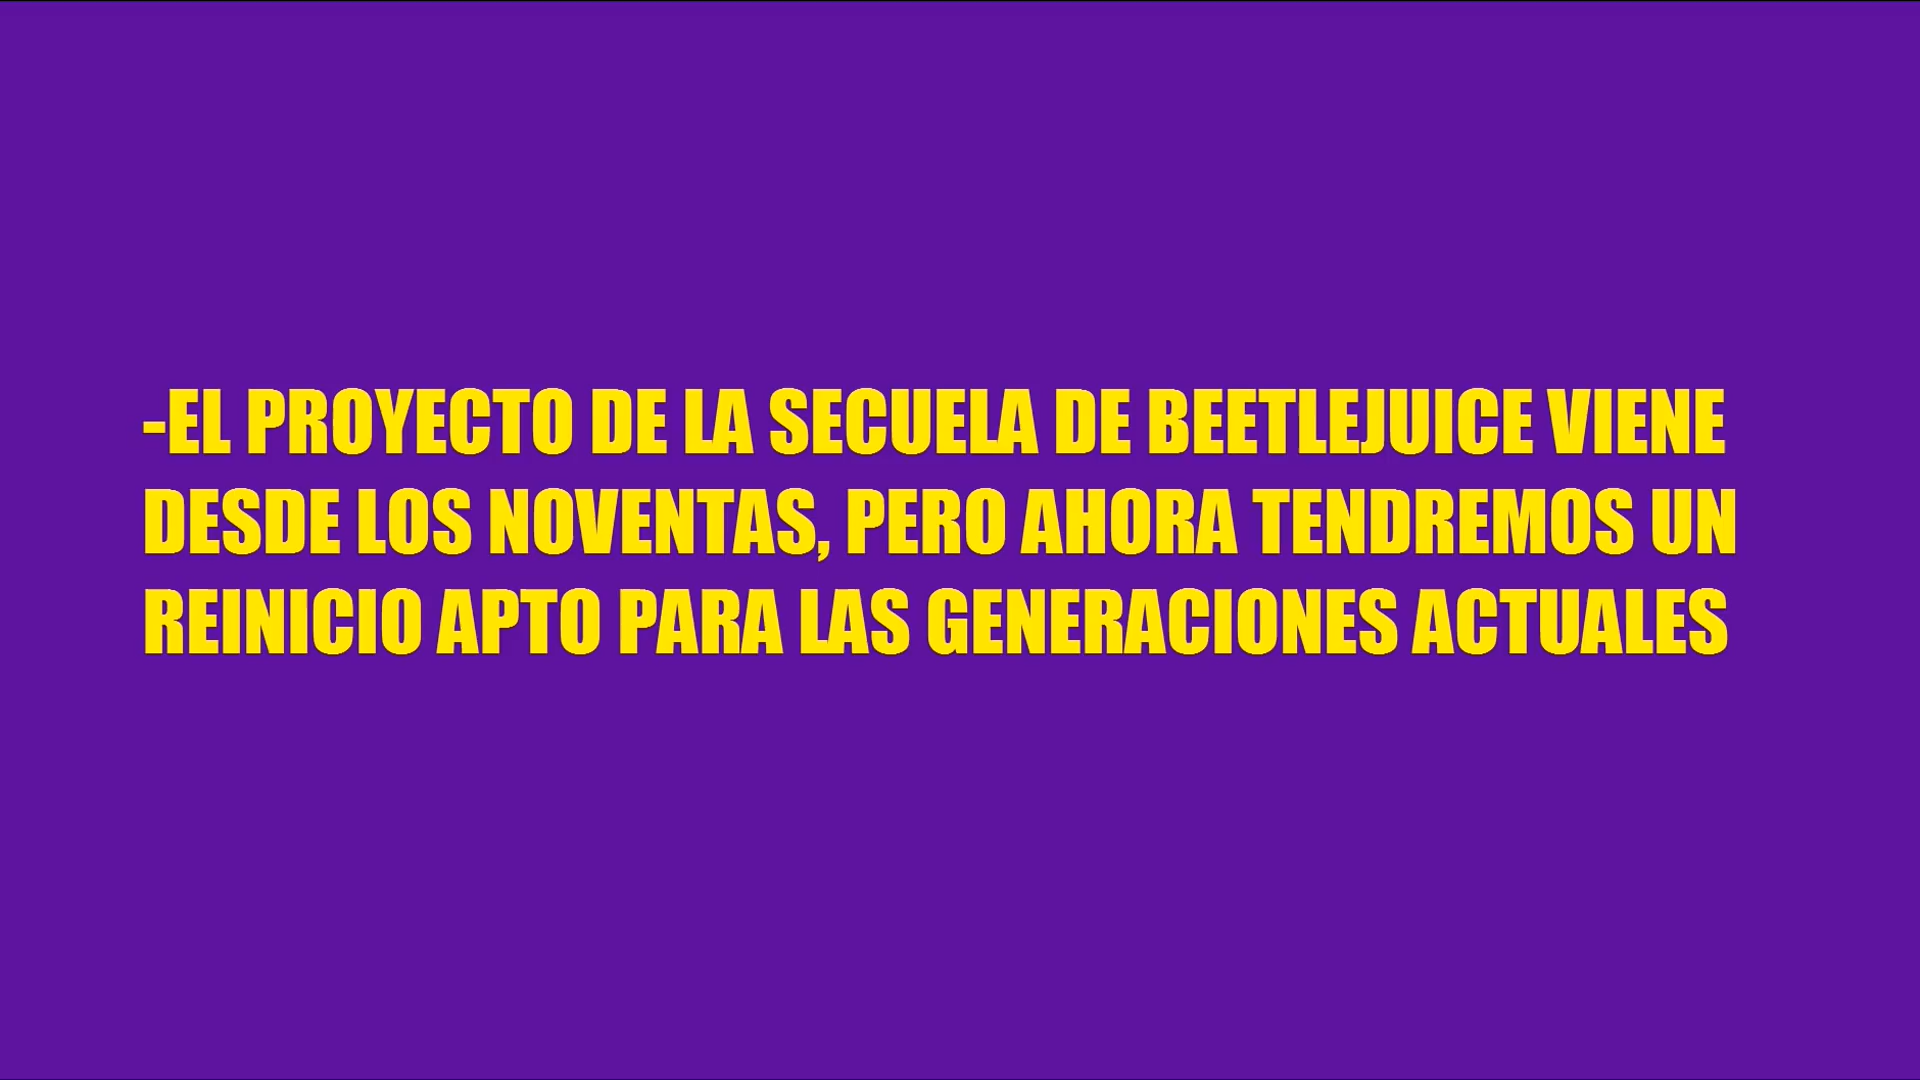 -EL PROYECTO DE LA SECUELA DE BEETLEJUICE VIENE
DESDE LOS NOVENTAS, PERO AHORA TENDREMOS UN
REINICIO APTO PARA LAS GENERACIONES ACTUALES